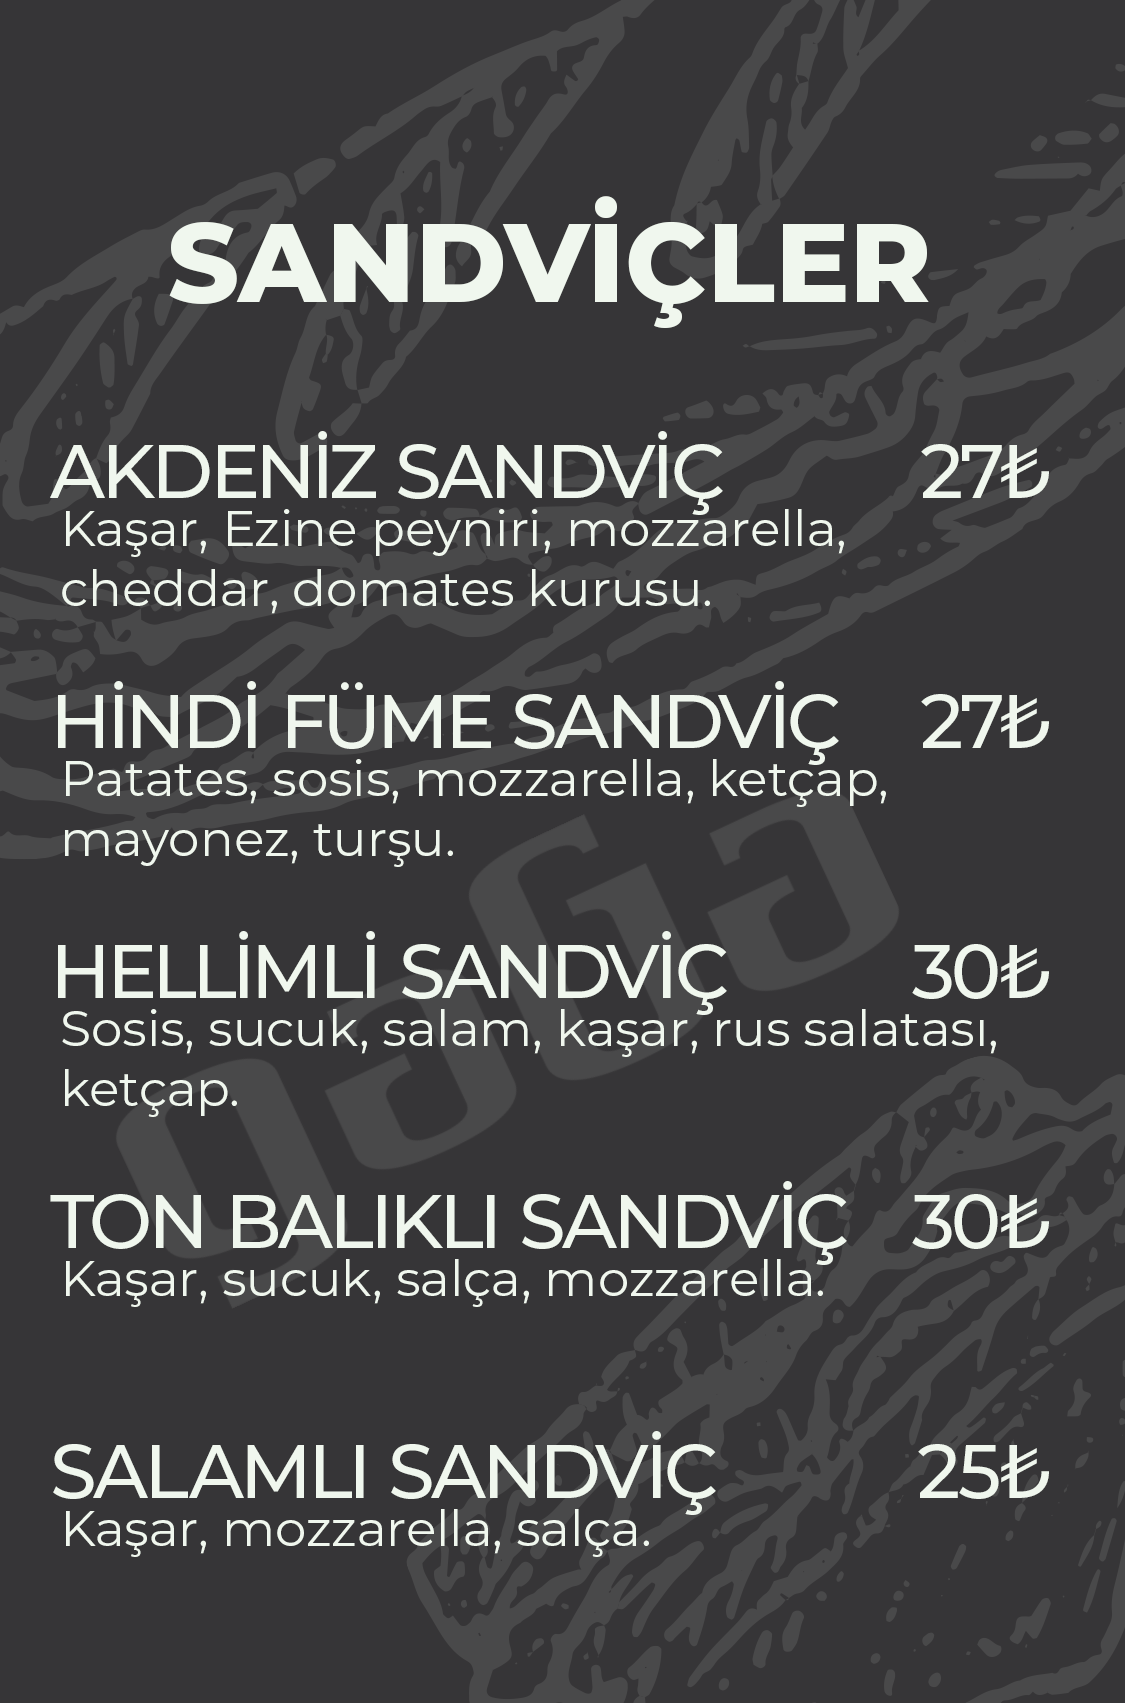 SANDVİÇLER
AKDENİZ SANDVİÇ 27₺
Kaşar, Ezine peyniri, mozzarella,
cheddar, domates kurusu.
HİNDİ FÜME SANDVİÇ 27₺
Patates, sosis, mozzarella, ketçap,
mayonez, turşu.
HELLİMLİ SANDVİÇ 30₺
Sosis, sucuk, salam, kaşar, rus salatası,
ketçap.
TON BALIKLI SANDVİÇ 30₺
Kaşar, sucuk, salça, mozzarella.
SALAMLI SANDVİÇ 25₺
Kaşar, mozzarella, salça.